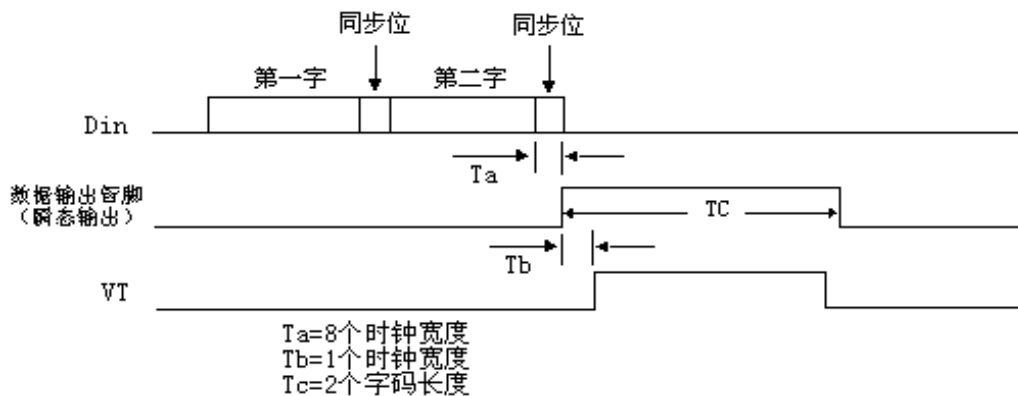 同步位 同步位
第一字 第二字
Din
Ta
数据输出管脚
（瞬态输出）
TC
Tb
VT
Ta=8个时钟宽度
Tb=1个时钟宽度
Tc=2个字码长度